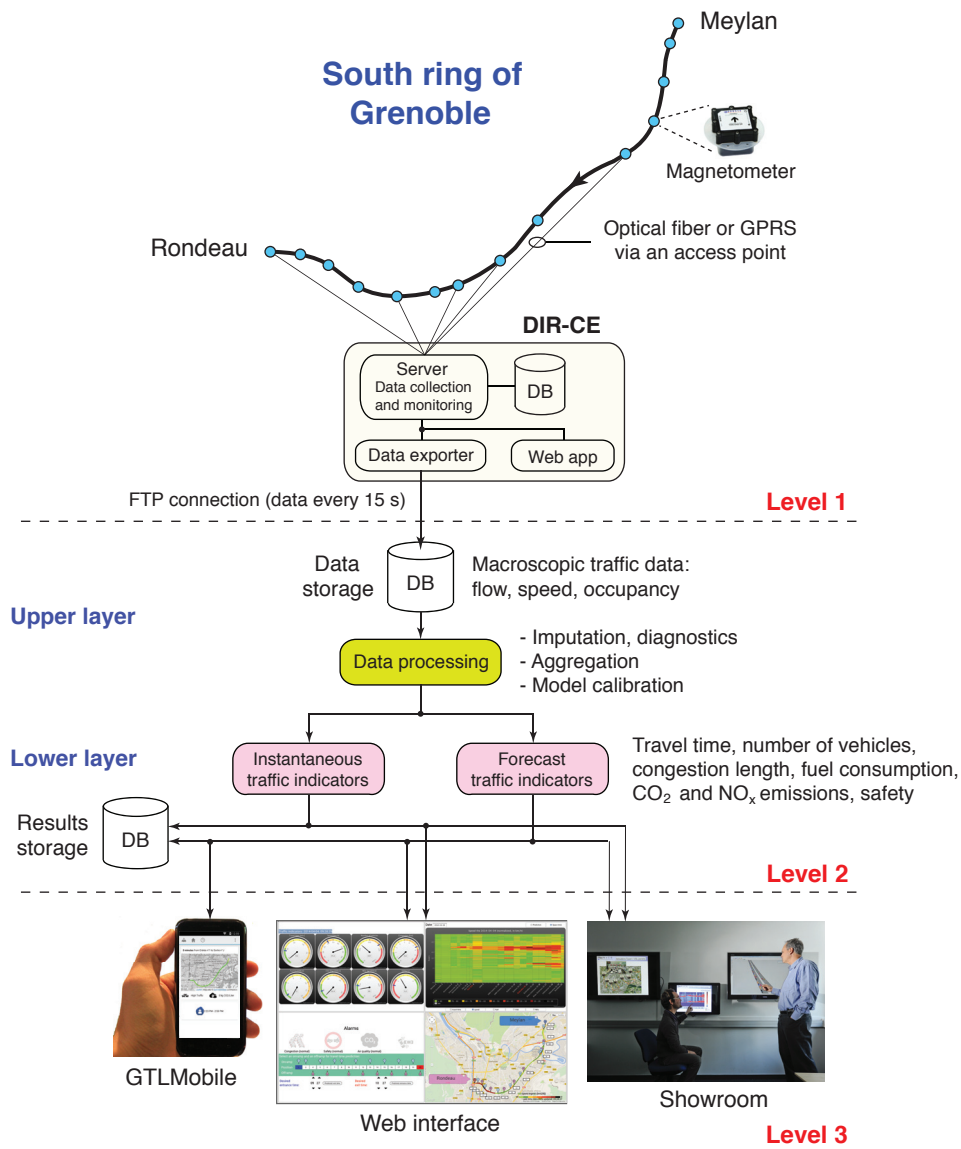 Meylan
South ring of
Grenoble
Magnetometer
Optical fiber or GPRS
via an access point
Rondeau
DIR-CE
Server
Data collection
and monitoring
DB
Data exporter
Web app
FTP connection (data every 15 s)
Level 1
Data
storage
DB
Macroscopic traffic data:
flow, speed, occupancy
Upper layer
Data processing
- Imputation, diagnostics
- Aggregation
- Model calibration
Lower layer
Instantaneous
traffic indicators
Forecast
traffic indicators
Travel time, number of vehicles,
congestion length, fuel consumption,
CO2 and NOx emissions, safety
Results
storage
DB
Level 2
Alarms
Meylan
Rondeau
GTLMobile
Web interface
Showroom
Level 3